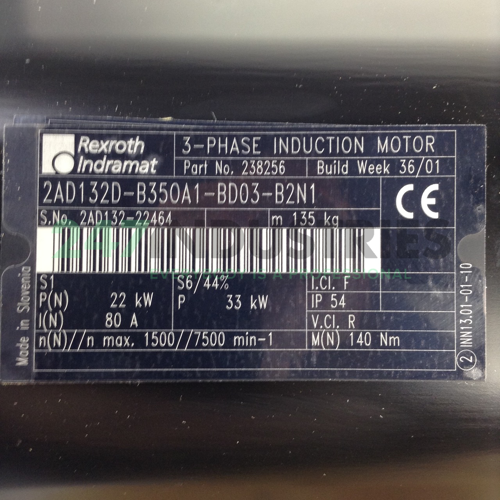 Rexroth
Indramat
3-PHASE INDUCTION MOTOR
Part No. 238256 Build Week 36/01
2AD132D-B350A1-BD03-B2N1
S.No. 2AD132-22464 m 135 kg
247 INDUSTRIES
S1 S6/44% I.Cl. F
P(N) 22 kW P 33 kW IP 54
I(N) 80 A V.Cl. R
n(N)//n max. 1500//7500 min-1 M(N) 140 Nm
Made in Slovenia
CE
2 INN13.01-01-10